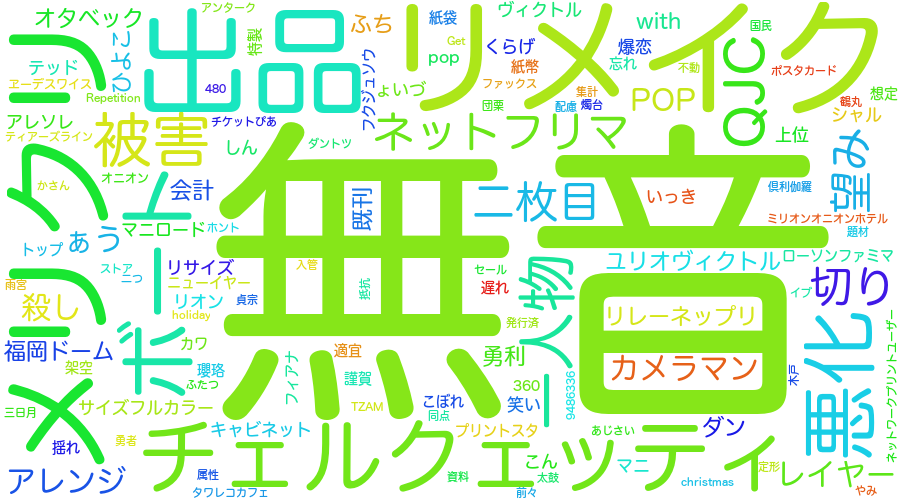 アンターク
オタベック
出品
リメイク
ヴィクトル
with
国民
ふち
紙袋
Get
くらげ
爆恋
pop
忘れ
紙幣
テッド
ひよこ
特製
QJC
ポスタカード
エーデスワイス
480
フクジュソウ
ファックス
不動
Repetition
ょいづ
集計
POP
想定
団栗
配慮
燭台
鶴丸
アレソレ
チケットぴあ
シャル
ティアーズライン
被害
ネットフリマ
上位
しん
ダントツ
望み
オニオン
かさん
会計
既刊
無音
二枚目
いっき
倶利伽羅
マニロード
ミリオンオニオンホテル
ホント
あう
題材
トップ
リサイズ
ユリオヴィクトル
ローソンファミマ
ストア
二つ
ニューイヤー
入管
抵抗
セール
人物
切り
イブ
雨宮
リオン
貞宗
遅れ
殺し
holiday
発行済
リレーネップリ
ボード
カワ
福岡ドーム
適宜
勇利
悪化
架空
瓔珞
フィアナ
謹賀
カメラマン
木戸
ふたつ
360
ネットワークプリントユーザー
サイズフルカラー
TZAM
こぼれ
笑い
9486336
三日月
同点
キャビネット
プリントスタ
あじさい
ダン
揺れ
勇者
チェルクェッティ
アレンジ
属性
資料
太鼓
こん
マニ
定形
レイヤー
タワレコカフェ
前々
christmas
やみ